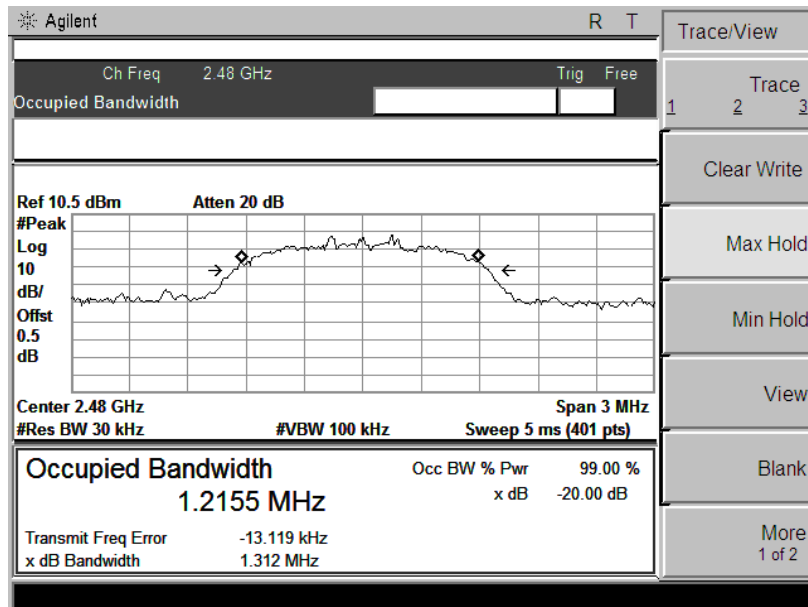 Agilent R T
Trace/View
Ch Freq 2.48 GHz Trig Free
Occupied Bandwidth
Trace
1 2 3
Clear Write
Ref 10.5 dBm Atten 20 dB
#Peak
Log
10
dB/
Offset
0.5
dB
Max Hold
Min Hold
View
Center 2.48 GHz Span 3 MHz
#Res BW 30 kHz #VBW 100 kHz Sweep 5 ms (401 pts)
Occupied Bandwidth Occ BW % Pwr 99.00 %
1.2155 MHz x dB -20.00 dB
Transmit Freq Error -13.119 kHz
x dB Bandwidth 1.312 MHz
Blank
More
1 of 2